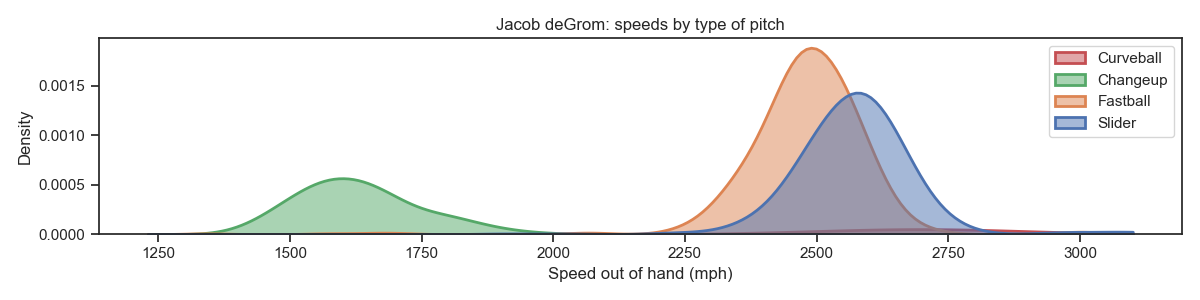 Jacob deGrom: speeds by type of pitch
Density
0.0015
0.0010
0.0005
0.0000
Curveball
Changeup
Fastball
Slider
1250 1500 1750 2000 2250 2500 2750 3000
Speed out of hand (mph)